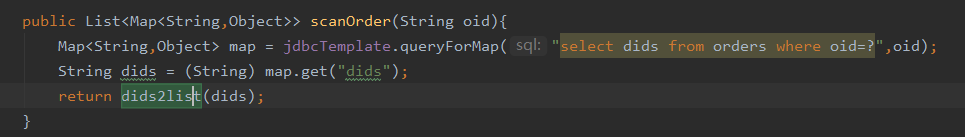 public List<Map<String,Object>> scanOrder(String oid){
Map<String,Object> map = jdbcTemplate.queryForMap( sql: "select dids from orders where oid=?",oid);
String dids = (String) map.get("dids");
return dids2list(dids);
}